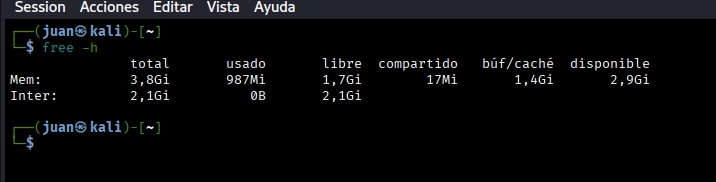 Session Acciones Editar Vista Ayuda
┌──(juan㉿kali)-[~]
└─$ free -h
total usado libre compartido búf/caché disponible
Mem: 3,8Gi 987Mi 1,7Gi 17Mi 1,4Gi 2,9Gi
Inter: 2,1Gi 0B 2,1Gi
┌──(juan㉿kali)-[~]
└─$